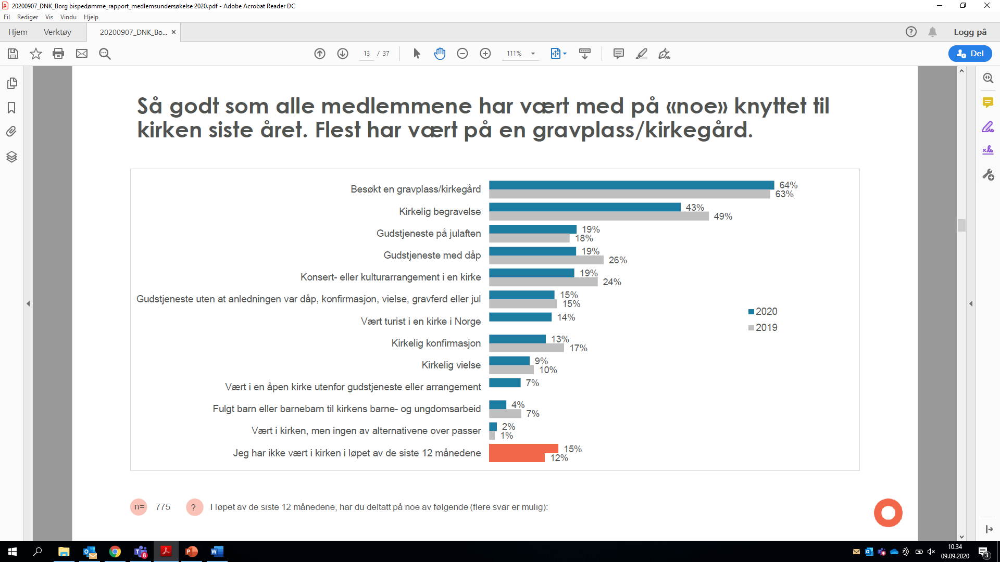 20200907_DNK_Borg bispedømme_rapport_medlemsundersøkelse 2020.pdf - Adobe Acrobat Reader DC
Fil Rediger Vis Vindu Hjelp
Hjem Verktøy 20200907_DNK_Bo... × Logg på
13 / 37 111% Del
Så godt som alle medlemmene har vært med på «noe» knyttet til
kirken siste året. Flest har vært på en gravplass/kirkegård.
Besøkt en gravplass/kirkegård 64%
63%
Kirkelig begravelse 43%
49%
Gudstjeneste på julaften 19%
18%
Gudstjeneste med dåp 19%
26%
Konsert- eller kulturarrangement i en kirke 19%
24%
Gudstjeneste uten at anledningen var dåp, konfirmasjon, vielse, gravferd eller jul 15%
15%
Vært turist i en kirke i Norge 14%
Kirkelig konfirmasjon 13%
17%
Kirkelig vielse 9%
10%
Vært i en åpen kirke utenfor gudstjeneste eller arrangement 7%
Fulgt barn eller barnebarn til kirkens barne- og ungdomsarbeid 4%
7%
Vært i kirken, men ingen av alternativene over passer 2%
1%
Jeg har ikke vært i kirken i løpet av de siste 12 månedene 15%
12%
2020
2019
n= 775 ? I løpet av de siste 12 månedene, har du deltatt på noe av følgende (flere svar er mulig):
10.34
09.09.2020
8
3